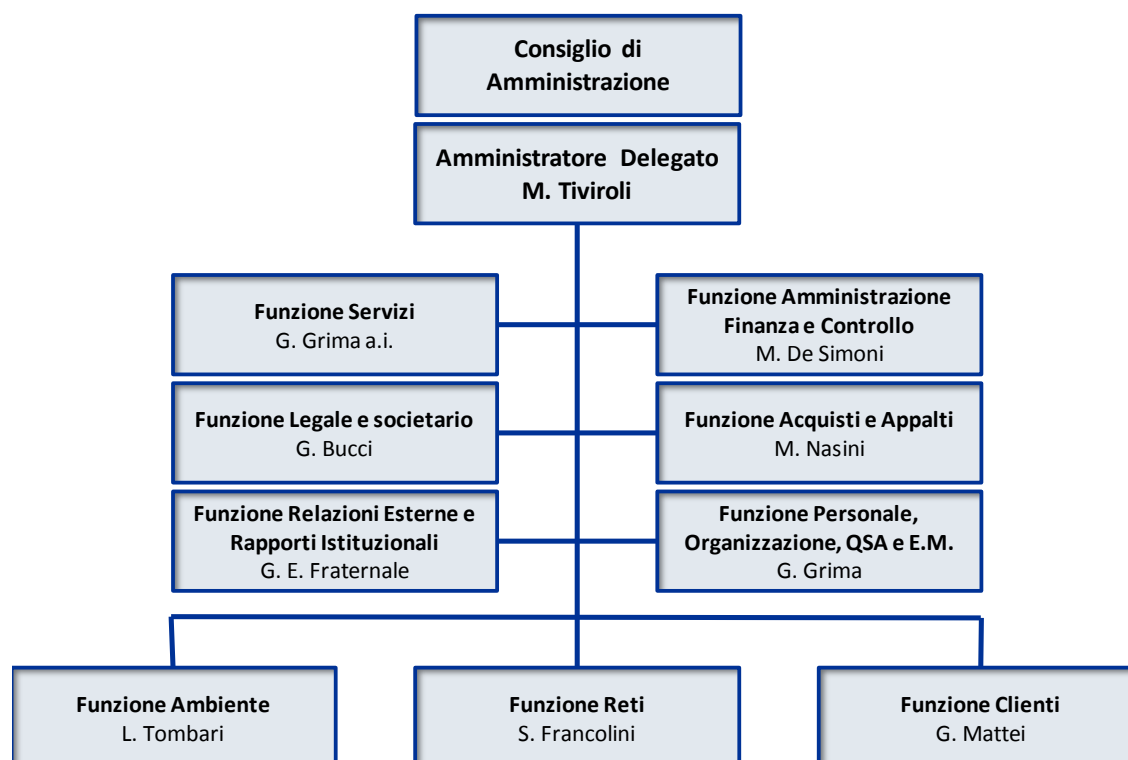 Consiglio di
Amministrazione
Amministratore Delegato
M. Tiviroli
Funzione Servizi
G. Grima a.i.
Funzione Amministrazione
Finanza e Controllo
M. De Simoni
Funzione Legale e societario
G. Bucci
Funzione Acquisti e Appalti
M. Nasini
Funzione Relazioni Esterne e
Rapporti Istituzionali
G. E. Fraternale
Funzione Personale,
Organizzazione, QSA e E.M.
G. Grima
Funzione Ambiente
L. Tombari
Funzione Reti
S. Francolini
Funzione Clienti
G. Mattei